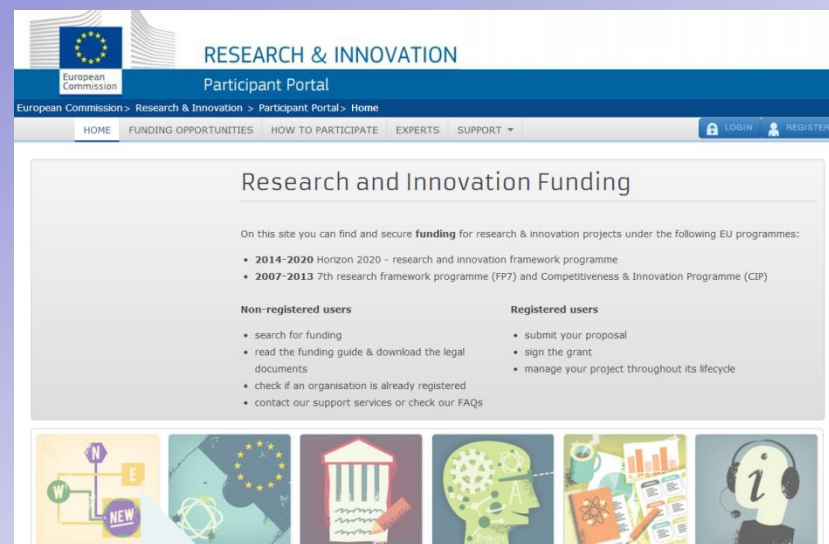 European
Commission
RESEARCH & INNOVATION
Participant Portal
European Commission > Research & Innovation > Participant Portal > Home
HOME FUNDING OPPORTUNITIES HOW TO PARTICIPATE EXPERTS SUPPORT LOGIN REGISTER
Research and Innovation Funding
On this site you can find and secure funding for research & innovation projects under the following EU programmes:
• 2014-2020 Horizon 2020 - research and innovation framework programme
• 2007-2013 7th research framework programme (FP7) and Competitiveness & Innovation Programme (CIP)
Non-registered users
• search for funding
• read the funding guide & download the legal
documents
• check if an organisation is already registered
• contact our support services or check our FAQs
Registered users
• submit your proposal
• sign the grant
• manage your project throughout its lifecycle
N
E
W
NEW
A
i